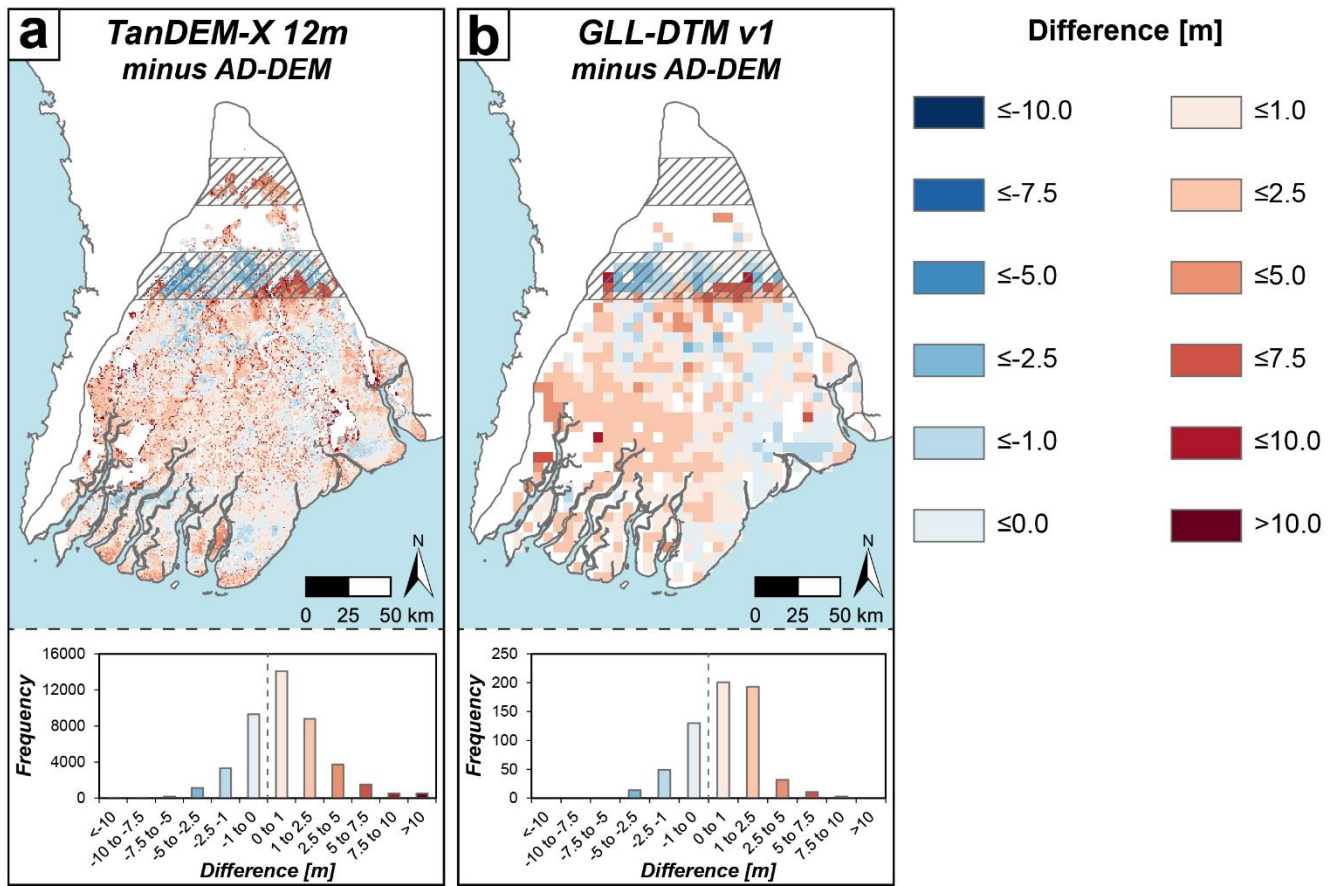 a
TanDEM-X 12m
minus AD-DEM
N
0 25 50 km
16000
12000
8000
4000
0
Frequency
<-10
-10 to -7.5
-7.5 to -5
-5 to -2.5
-2.5 -1
-1 to 0
0 to 1
1 to 2.5
2.5 to 5
5 to 7.5
7.5 to 10
>10
Difference [m]
b
GLL-DTM v1
minus AD-DEM
N
0 25 50 km
250
200
150
100
50
0
Frequency
<-10
-10 to -7.5
-7.5 to -5
-5 to -2.5
-2.5 -1
-1 to 0
0 to 1
1 to 2.5
2.5 to 5
5 to 7.5
7.5 to 10
>10
Difference [m]
Difference [m]
≤-10.0
≤-7.5
≤-5.0
≤-2.5
≤-1.0
≤0.0
≤1.0
≤2.5
≤5.0
≤7.5
≤10.0
>10.0